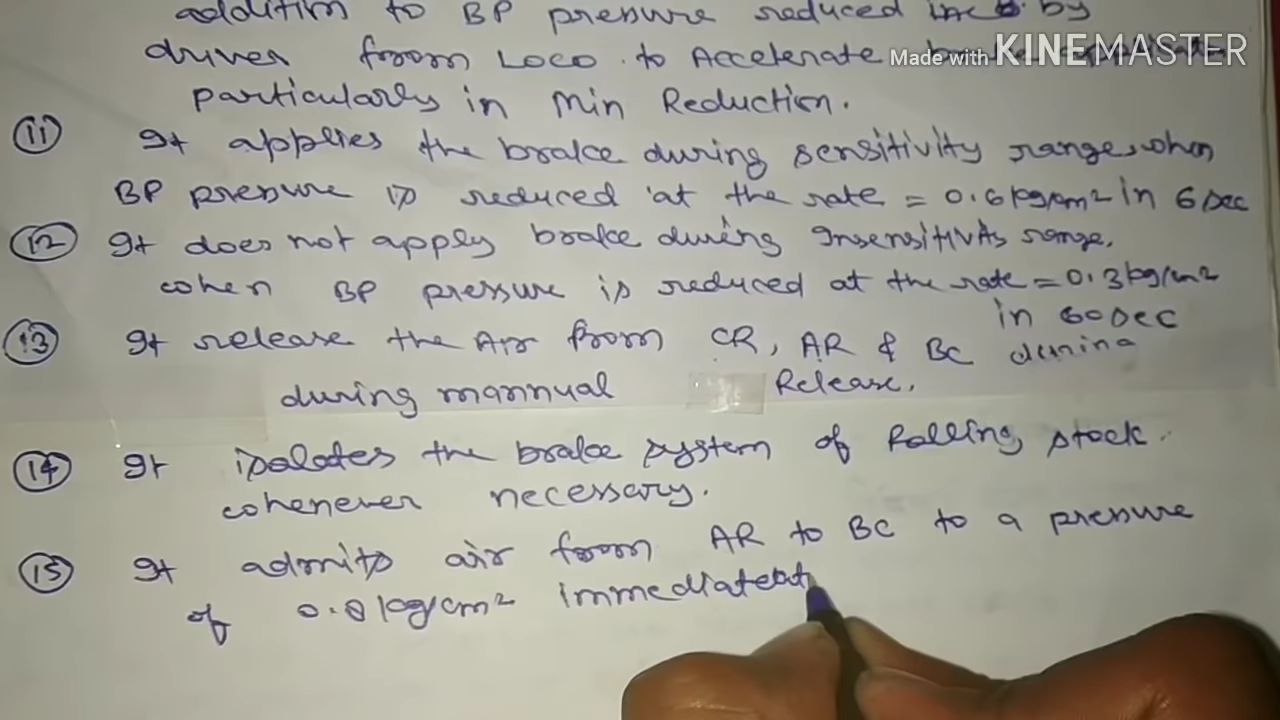 addition to BP pressure reduced by
driver from Loco to Accelerate
Made with KINEMASTER
particularly in Min Reduction.
11 It applies the brake during sensitivity range when
BP pressure is reduced at the rate = 0.6 kg/cm2 in 6 sec
12 It does not apply brake during Insensitivity range.
when BP pressure is reduced at the rate = 0.3 kg/cm2
in 60 sec
13 It release the Air from CR, AR & BC
during mannual Release.
14 It isolates the brake system of Rolling stock
whenever necessary.
15 It admits air from AR to BC to a pressure
of 0.8 kg/cm2 immediate